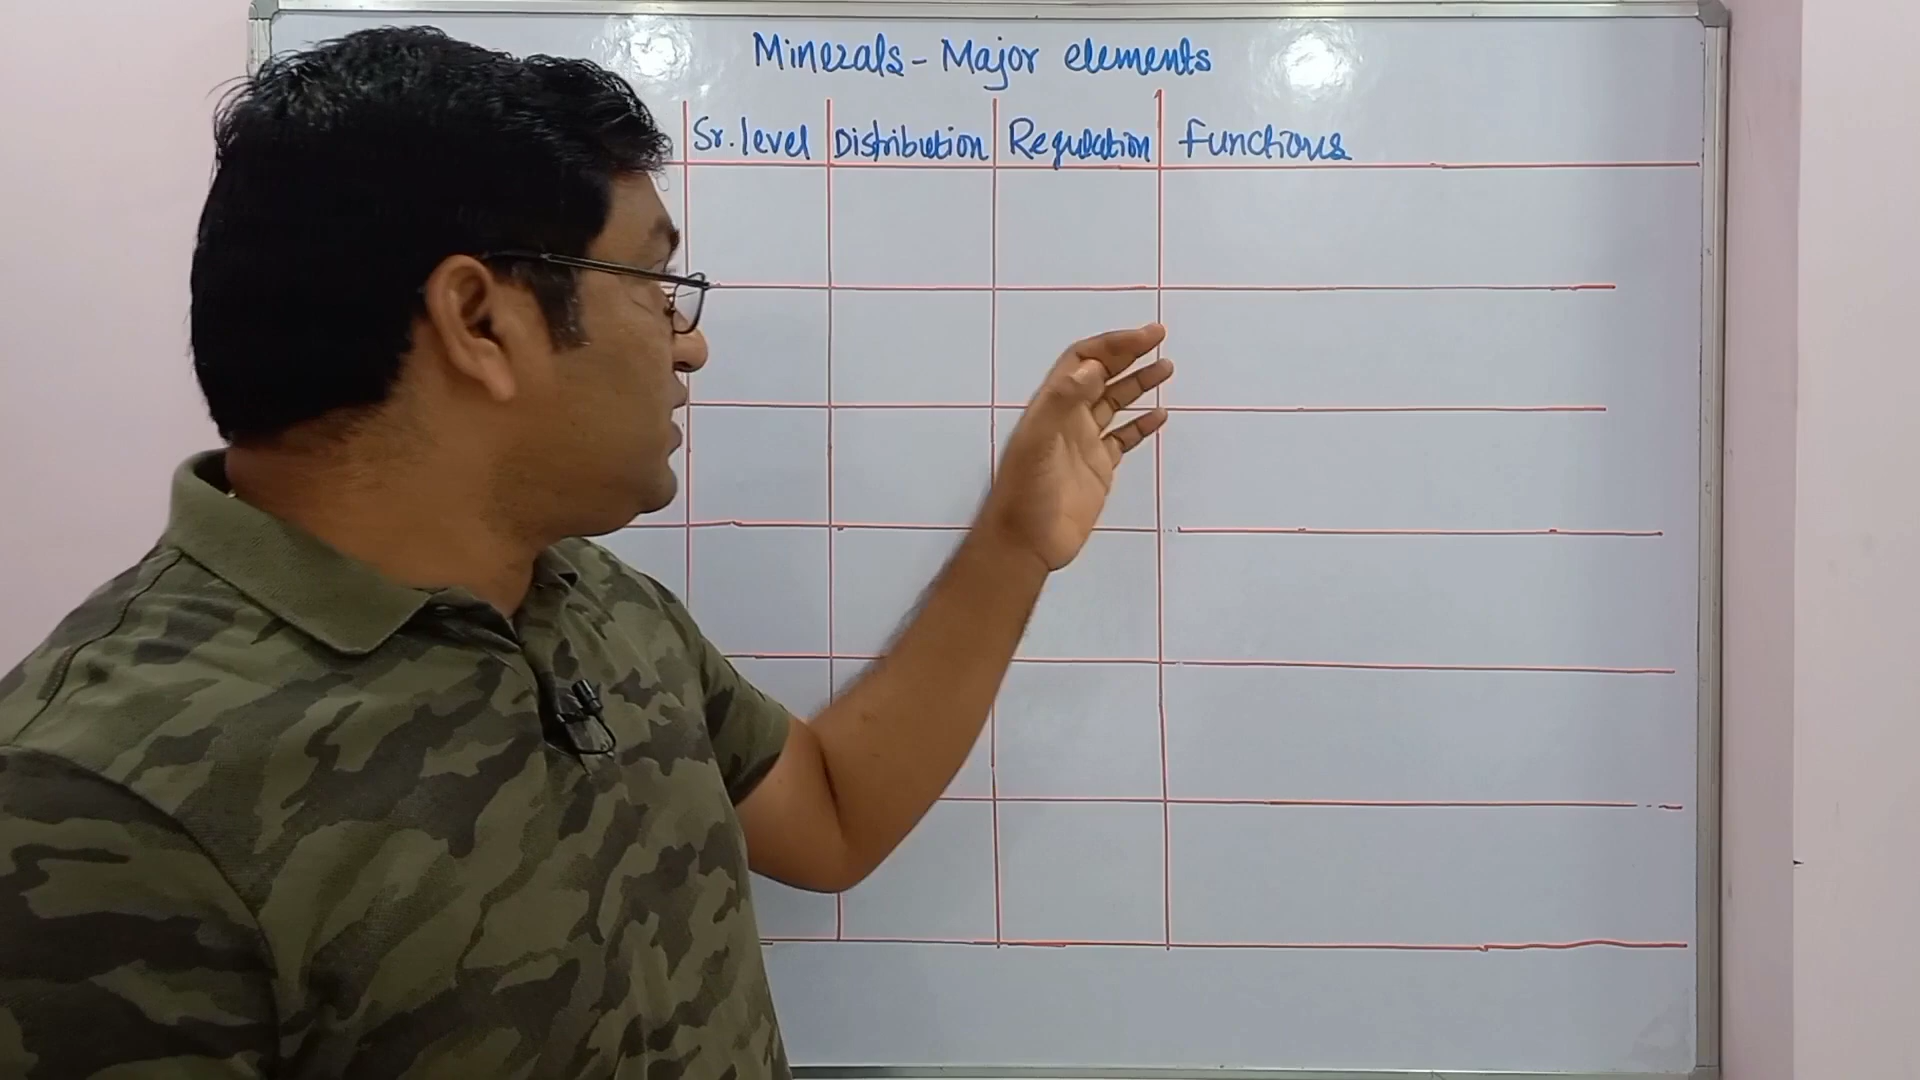 Minerals - Major elements
Sr. level Distribution Regulation Functions